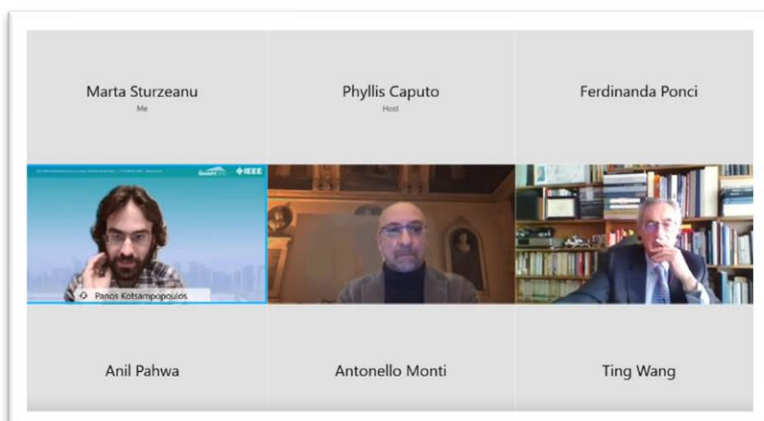 Marta Sturzeanu
Me
Phyllis Caputo
Host
Ferdinanda Ponci
IEEE
Panos Kotsampopoulos
Anil Pahwa
Antonello Monti
Ting Wang